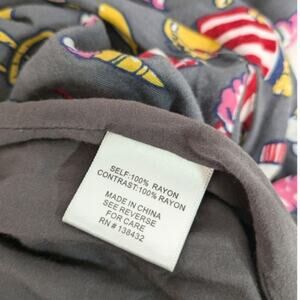 SELF:100% RAYON
CONTRAST:100% RAYON
MADE IN CHINA
SEE REVERSE
FOR CARE
RN # 138432